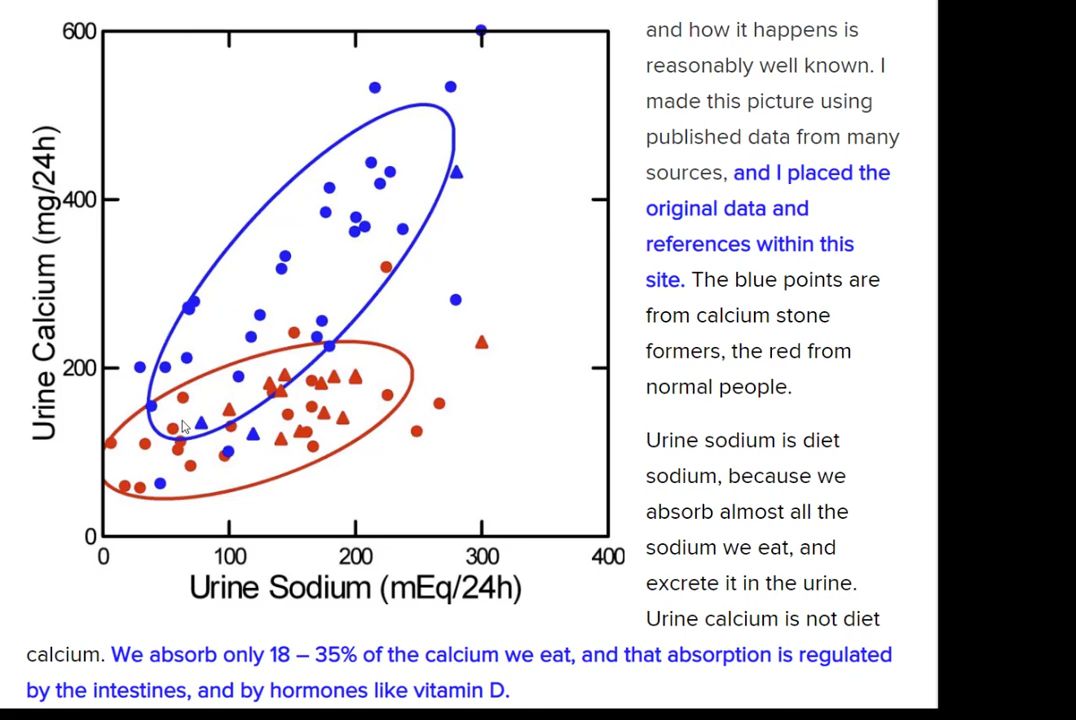 600
400
200
0
0
100
200
300
400
Urine Calcium (mg/24h)
Urine Sodium (mEq/24h)
and how it happens is
reasonably well known. I
made this picture using
published data from many
sources, and I placed the
original data and
references within this
site. The blue points are
from calcium stone
formers, the red from
normal people.
Urine sodium is diet
sodium, because we
absorb almost all the
sodium we eat, and
excrete it in the urine.
Urine calcium is not diet
calcium. We absorb only 18 – 35% of the calcium we eat, and that absorption is regulated
by the intestines, and by hormones like vitamin D.